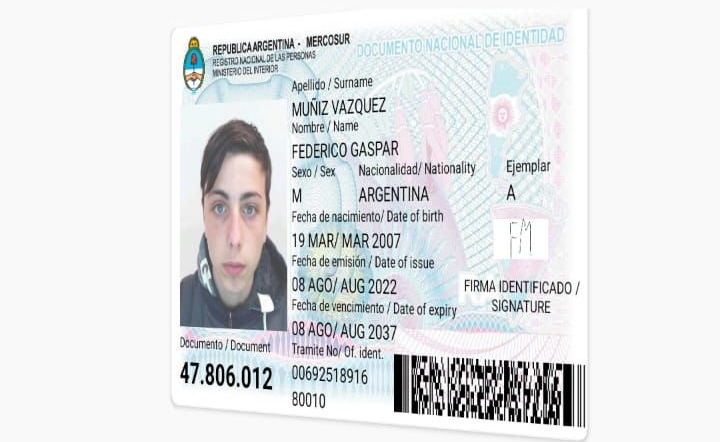 REPUBLICA ARGENTINA - MERCOSUR
REGISTRO NACIONAL DE LAS PERSONAS
MINISTERIO DEL INTERIOR
DOCUMENTO NACIONAL DE IDENTIDAD
Apellido / Surname
MUÑIZ VAZQUEZ
Nombre / Name
FEDERICO GASPAR
Sexo / Sex Nacionalidad/ Nationality Ejemplar
M ARGENTINA A
Fecha de nacimiento/ Date of birth
19 MAR/ MAR 2007
FM
Fecha de emisión / Date of issue
08 AGO/ AUG 2022
FIRMA IDENTIFICADO /
SIGNATURE
Fecha de vencimiento / Date of expiry
08 AGO/ AUG 2037
Tramite No/ Of. ident.
00692518916
80010
Documento / Document
47.806.012